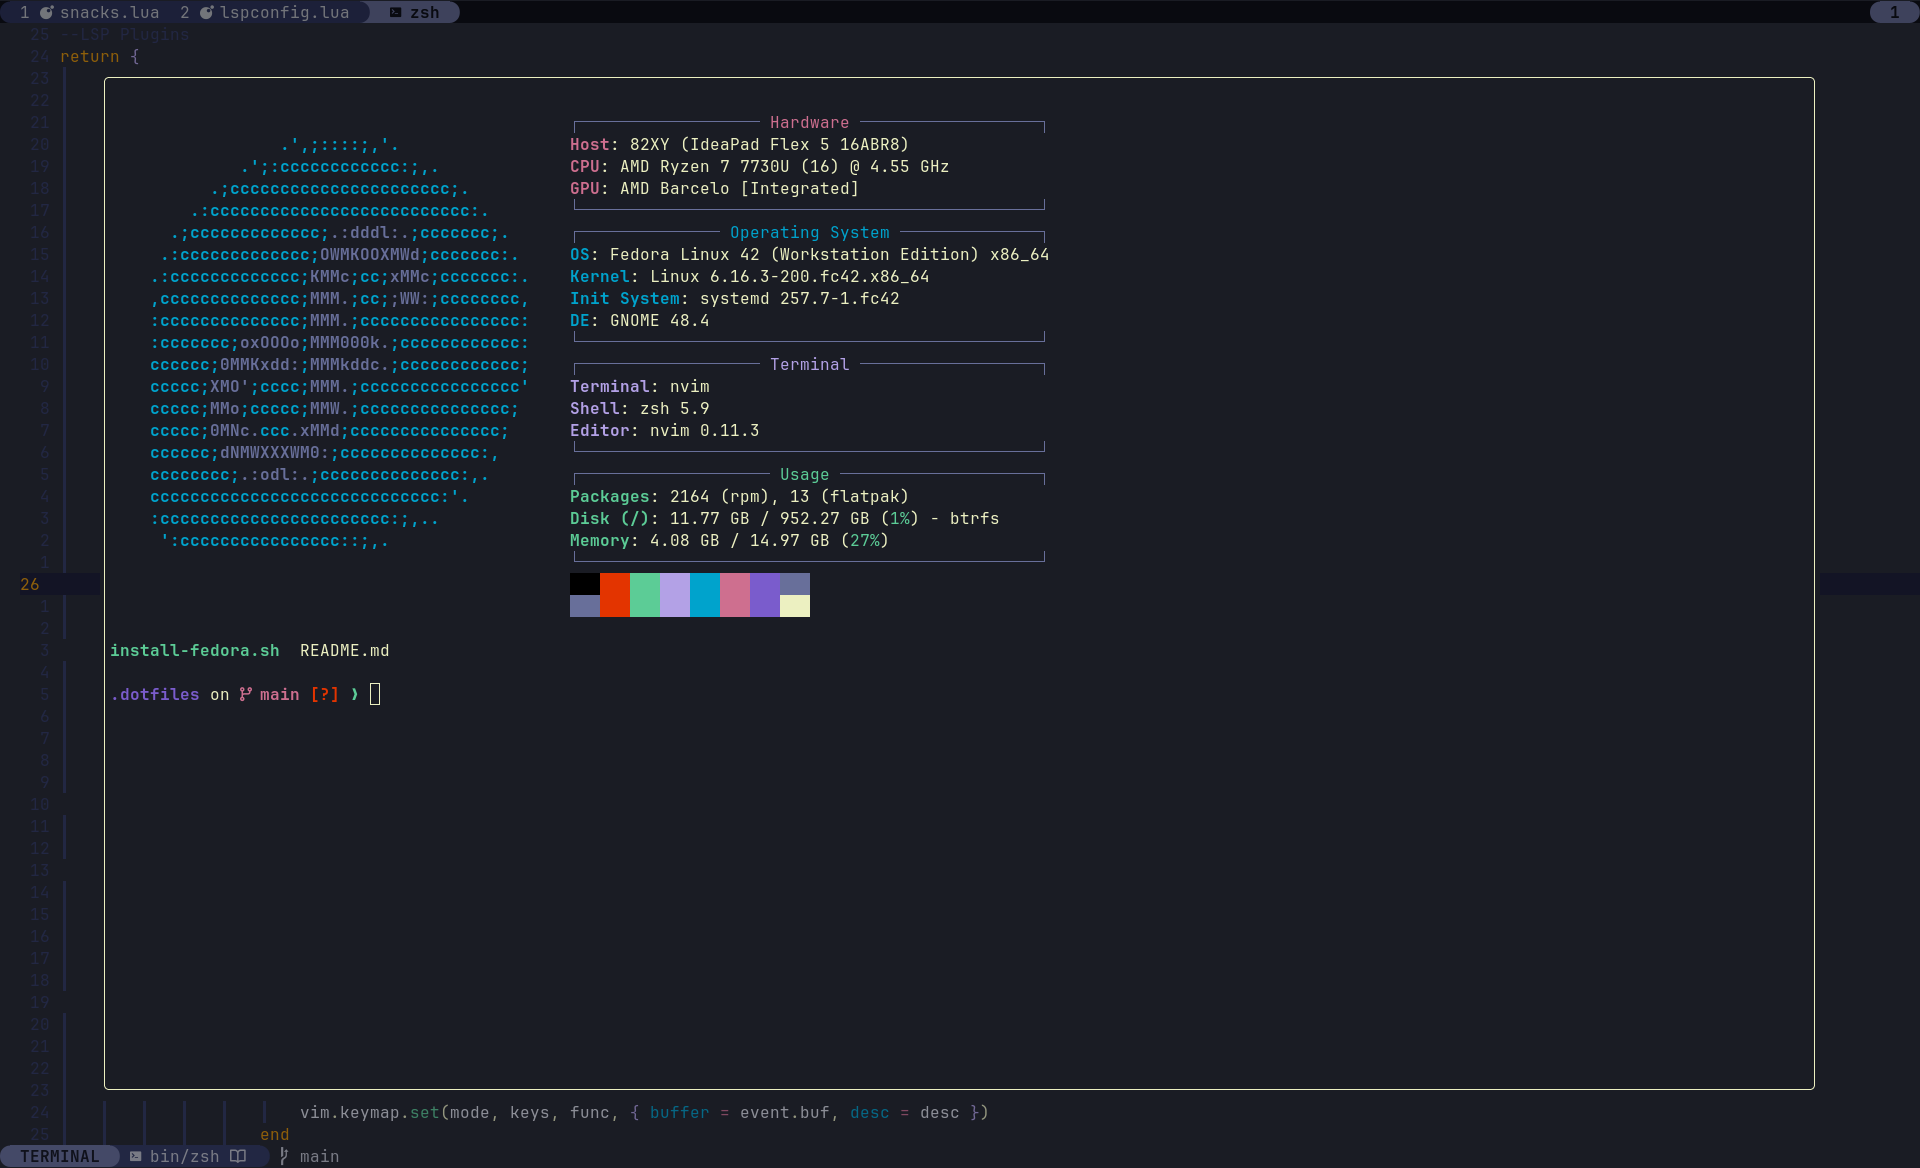 1 snacks.lua 2 lspconfig.lua zsh 1
25 --LSP Plugins
24 return {
23
22
21 Hardware
20 .',;::::;,'. Host: 82XY (IdeaPad Flex 5 16ABR8)
19 .';:cccccccccccc:;,. CPU: AMD Ryzen 7 7730U (16) @ 4.55 GHz
18 .;cccccccccccccccccccccc;. GPU: AMD Barcelo [Integrated]
17 .:cccccccccccccccccccccccccc:.
16 .;ccccccccccccc;.:dddl:.;ccccccc;. Operating System
15 .:ccccccccccccc;OWMKOOXMWd;ccccccc:. OS: Fedora Linux 42 (Workstation Edition) x86_64
14 .:ccccccccccccc;KMMc;cc;xMMc;ccccccc:. Kernel: Linux 6.16.3-200.fc42.x86_64
13 ,cccccccccccccc;MMM.;cc;;WW:;cccccccc, Init System: systemd 257.7-1.fc42
12 :cccccccccccccc;MMM.;cccccccccccccccc: DE: GNOME 48.4
11 :ccccccc;oxOOOo;MMM000k.;cccccccccccc:
10 cccccc;0MMKxdd:;MMMkddc.;cccccccccccc; Terminal
9 ccccc;XMO';cccc;MMM.;cccccccccccccccc' Terminal: nvim
8 ccccc;MMo;ccccc;MMW.;ccccccccccccccc; Shell: zsh 5.9
7 ccccc;0MNc.ccc.xMMd;ccccccccccccccc; Editor: nvim 0.11.3
6 cccccc;dNMWXXXWM0:;cccccccccccccc:,
5 cccccccc;.:odl:.;cccccccccccccc:,. Usage
4 ccccccccccccccccccccccccccccc:'. Packages: 2164 (rpm), 13 (flatpak)
3 :ccccccccccccccccccccccc:;,.. Disk (/): 11.77 GB / 952.27 GB (1%) - btrfs
2 ':cccccccccccccccc::;,. Memory: 4.08 GB / 14.97 GB (27%)
1
26
1
2
3 install-fedora.sh README.md
4
5 .dotfiles on main [?] ❯
6
7
8
9
10
11
12
13
14
15
16
17
18
19
20
21
22
23
24 vim.keymap.set(mode, keys, func, { buffer = event.buf, desc = desc })
25 end
TERMINAL bin/zsh main